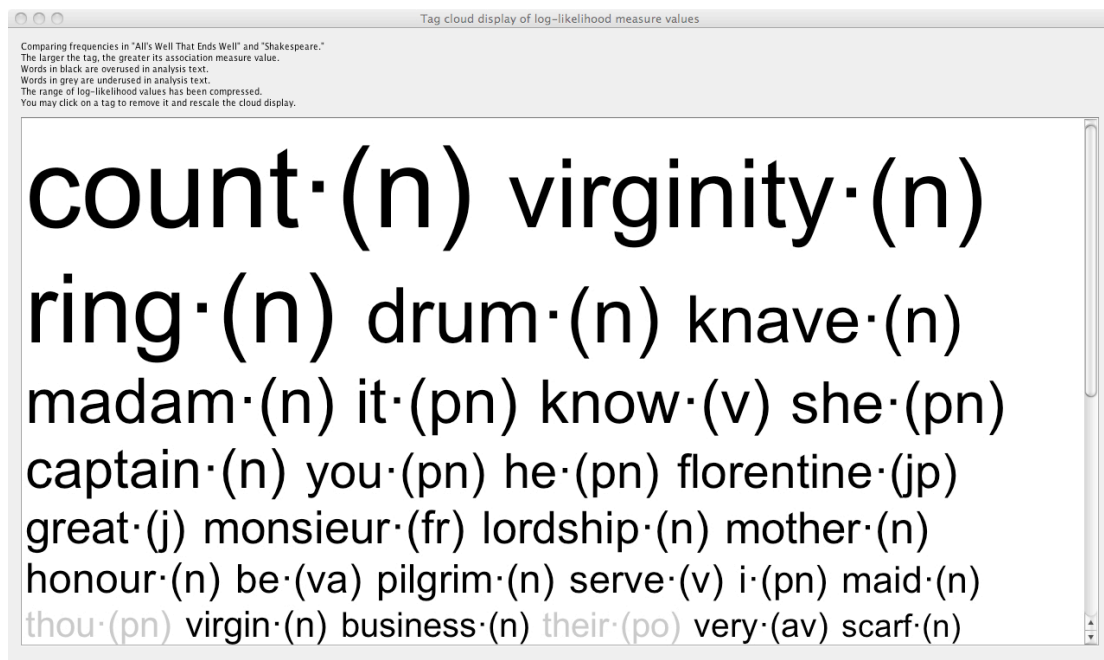 Tag cloud display of log-likelihood measure values
Comparing frequencies in "All's Well That Ends Well" and "Shakespeare."
The larger the tag, the greater its association measure value.
Words in black are overused in analysis text.
Words in grey are underused in analysis text.
The range of log-likelihood values has been compressed.
You may click on a tag to remove it and rescale the cloud display.
count·(n) virginity·(n)
ring·(n) drum·(n) knave·(n)
madam·(n) it·(pn) know·(v) she·(pn)
captain·(n) you·(pn) he·(pn) florentine·(jp)
great·(j) monsieur·(fr) lordship·(n) mother·(n)
honour·(n) be·(va) pilgrim·(n) serve·(v) i·(pn) maid·(n)
thou·(pn) virgin·(n) business·(n) their·(po) very·(av) scarf·(n)